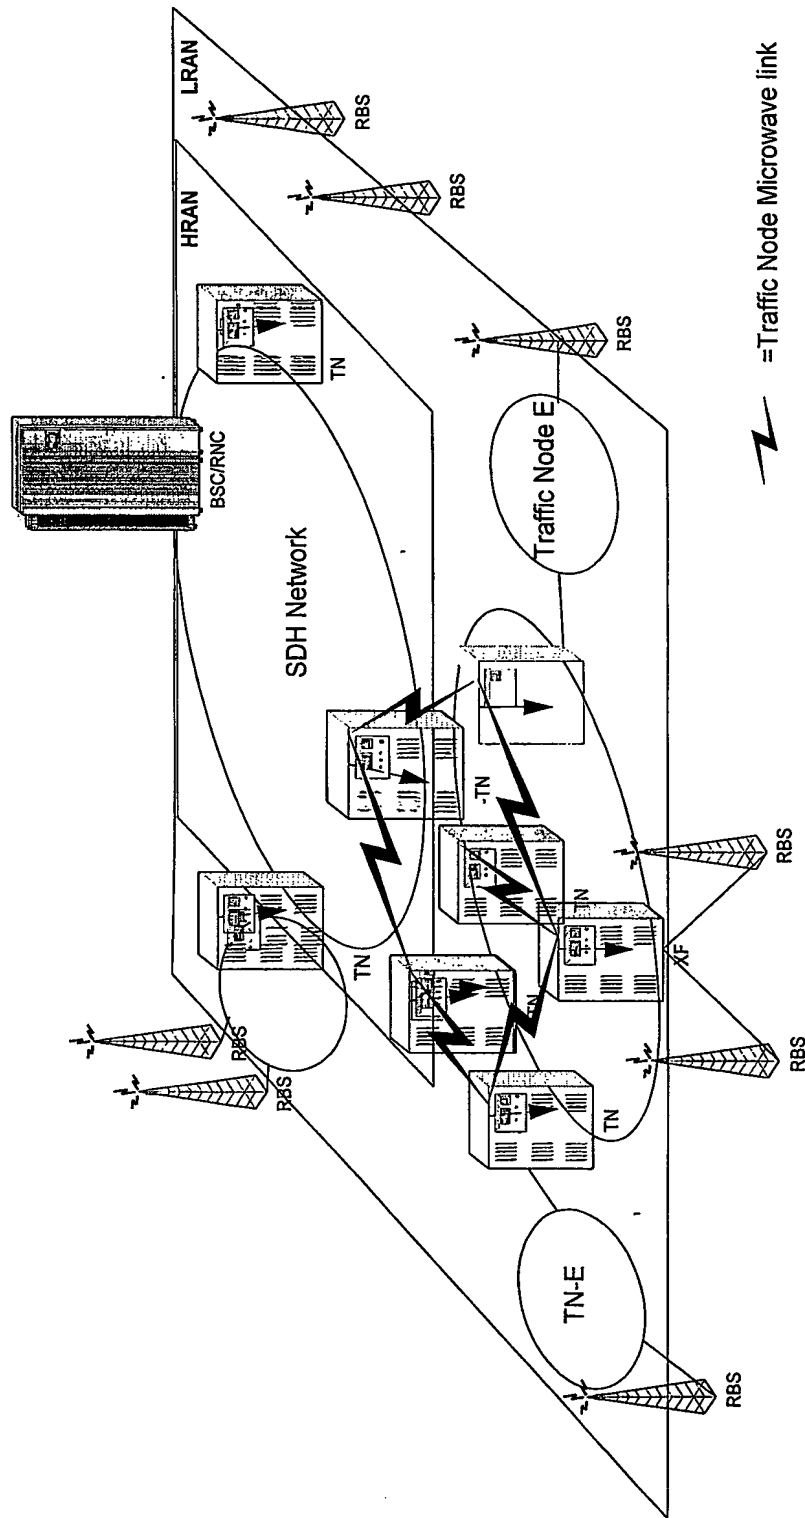 LRAN
HRAN
RBS
RBS
BSC/RNC
TN
SDH Network
RBS
Traffic Node E
RBS
RBS
TN
-TN
TN
TN
XF
TN
RBS
RBS
TN-E
RBS
=Traffic Node Microwave link